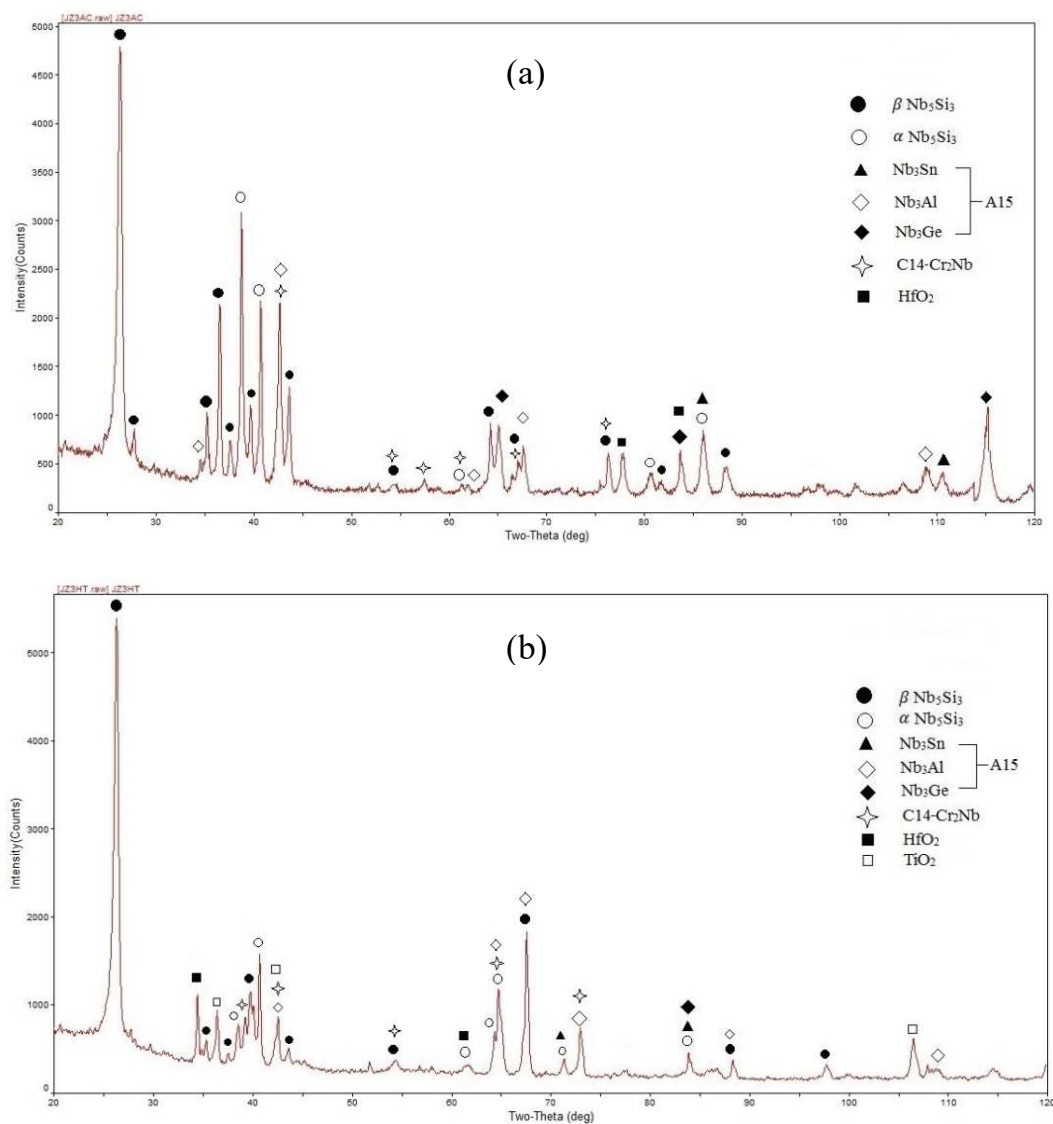 [JZ3AC.raw] JZ3AC
(a)
5000
4500
4000
3500
3000
2500
2000
1500
1000
500
0
Intensity(Counts)
β Nb₅Si₃
α Nb₅Si₃
Nb₃Sn
Nb₃Al
A15
Nb₃Ge
C14-Cr₂Nb
HfO₂
20 30 40 50 60 70 80 90 100 110 120
Two-Theta (deg)
[JZ3HT.raw] JZ3HT
(b)
5000
4000
3000
2000
1000
0
Intensity(Counts)
β Nb₅Si₃
α Nb₅Si₃
Nb₃Sn
Nb₃Al
A15
Nb₃Ge
C14-Cr₂Nb
HfO₂
TiO₂
20 30 40 50 60 70 80 90 100 110 120
Two-Theta (deg)